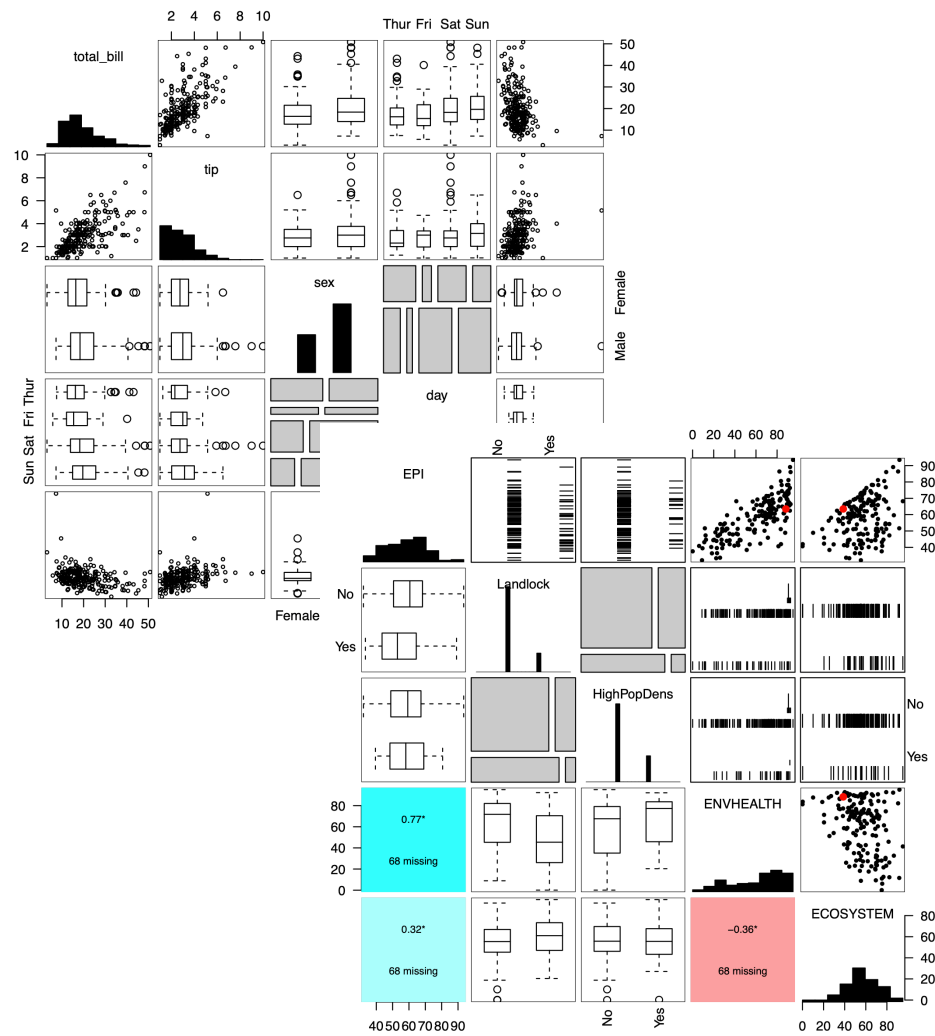 2 4 6 8 10
Thur Fri Sat Sun
total_bill
50
40
30
20
10
10
8
6
4
2
tip
sex
Female
Male
Thur
Fri
Sat
Sun
day
0 20 40 60 80
No
Yes
EPI
90
80
70
60
50
40
No
Yes
Landlock
HighPopDens
No
Yes
10 20 30 40 50
Female
80
60
40
20
0
0.77*
68 missing
ENVHEALTH
0.32*
68 missing
−0.36*
68 missing
ECOSYSTEM
80
60
40
20
0
40 50 60 70 80 90
No
Yes
0 20 40 60 80